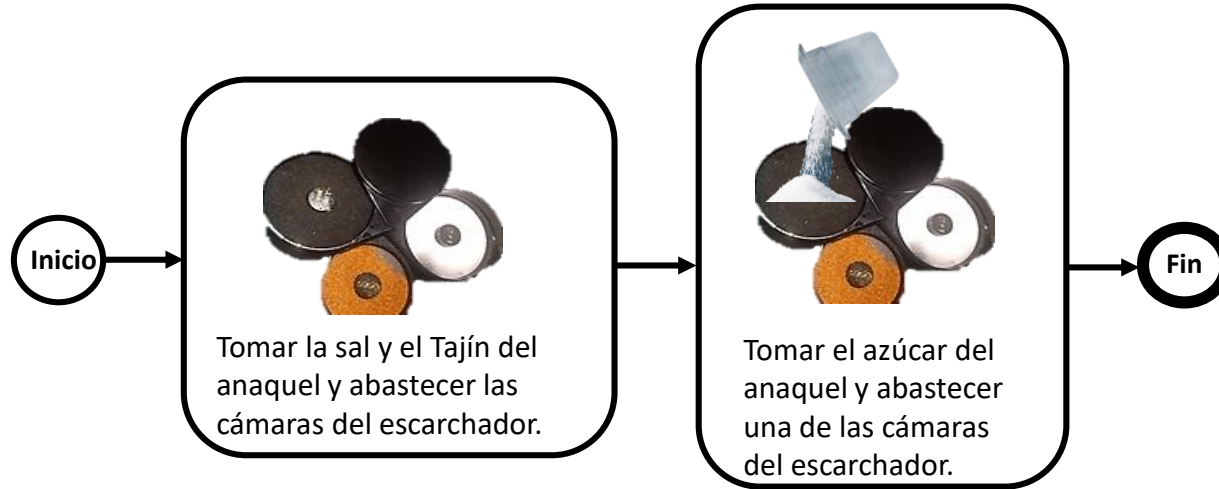 Inicio
Tomar la sal y el Tajín del
anaquel y abastecer las
cámaras del escarchador.
Tomar el azúcar del
anaquel y abastecer
una de las cámaras
del escarchador.
Fin